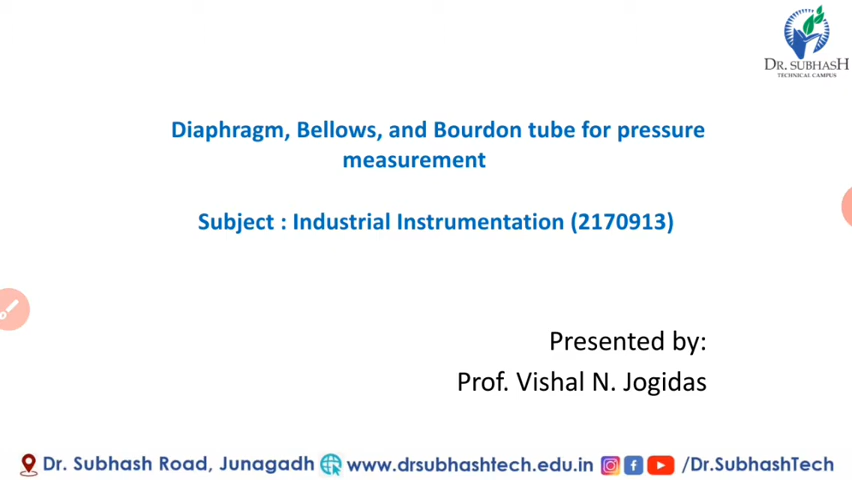 DR. SUBHASH
TECHNICAL CAMPUS
Diaphragm, Bellows, and Bourdon tube for pressure
measurement
Subject : Industrial Instrumentation (2170913)
Presented by:
Prof. Vishal N. Jogidas
Dr. Subhash Road, Junagadh www.drsubhashtech.edu.in /Dr.SubhashTech